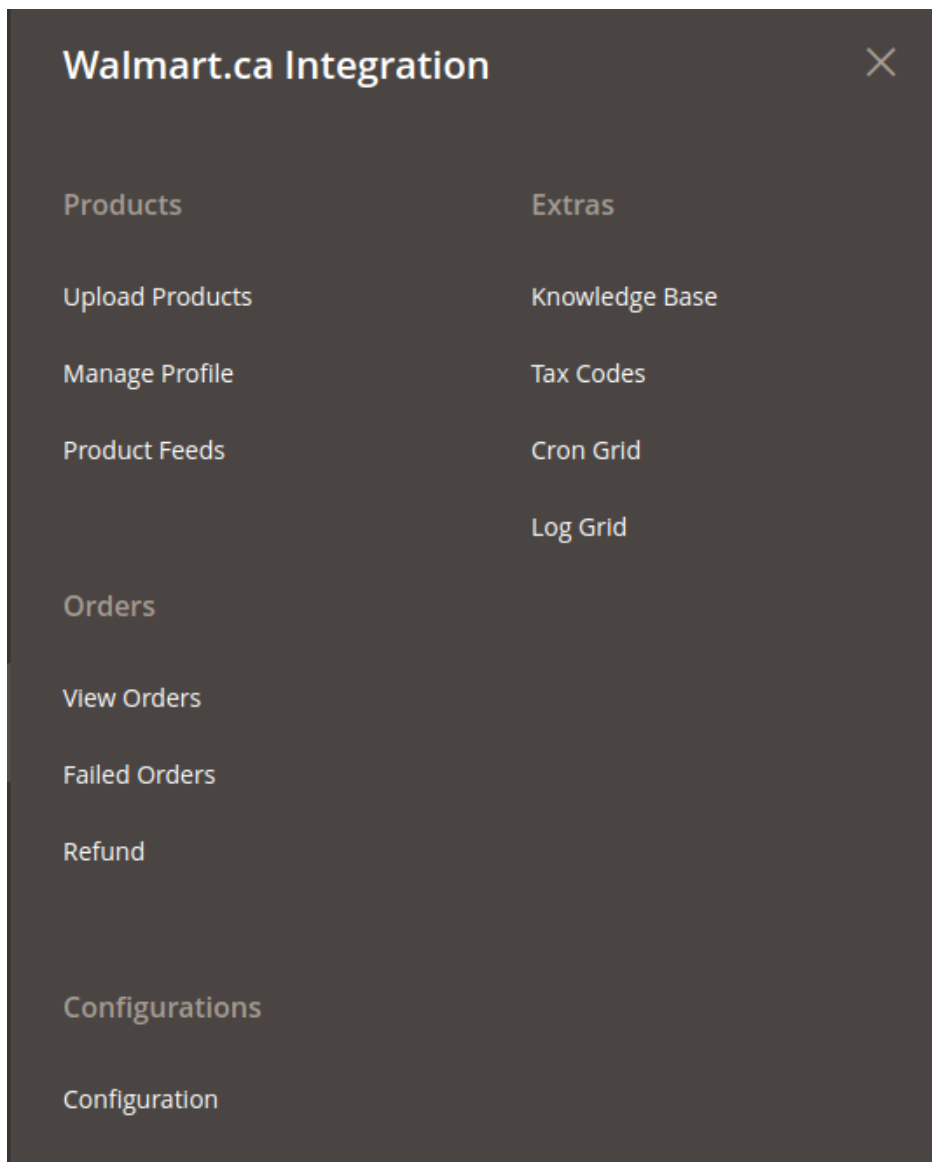 Walmart.ca Integration
Products
Upload Products
Manage Profile
Product Feeds
Orders
View Orders
Failed Orders
Refund
Configurations
Configuration
Extras
Knowledge Base
Tax Codes
Cron Grid
Log Grid